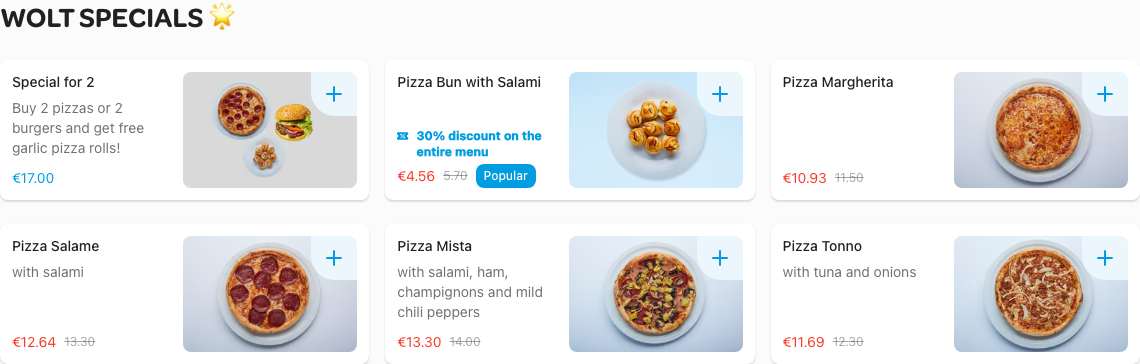 WOLT SPECIALS 🌟
Special for 2
Buy 2 pizzas or 2
burgers and get free
garlic pizza rolls!
€17.00
Pizza Bun with Salami
30% discount on the
entire menu
€4.56 5.70 Popular
Pizza Margherita
€10.93 11.50
Pizza Salame
with salami
€12.64 13.30
Pizza Mista
with salami, ham,
champignons and mild
chili peppers
€13.30 14.00
Pizza Tonno
with tuna and onions
€11.69 12.30